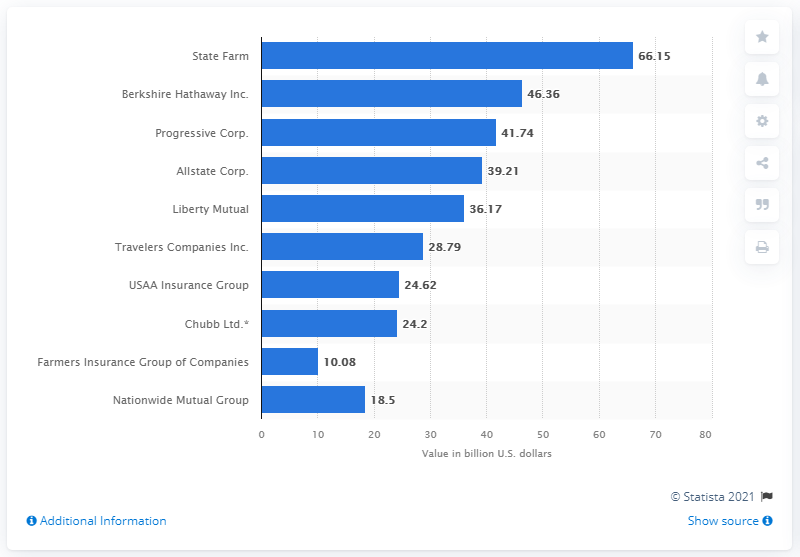 State Farm 66.15
Berkshire Hathaway Inc. 46.36
Progressive Corp. 41.74
Allstate Corp. 39.21
Liberty Mutual 36.17
Travelers Companies Inc. 28.79
USAA Insurance Group 24.62
Chubb Ltd.* 24.2
Farmers Insurance Group of Companies 10.08
Nationwide Mutual Group 18.5
0 10 20 30 40 50 60 70 80
Value in billion U.S. dollars
© Statista 2021
Additional Information Show source